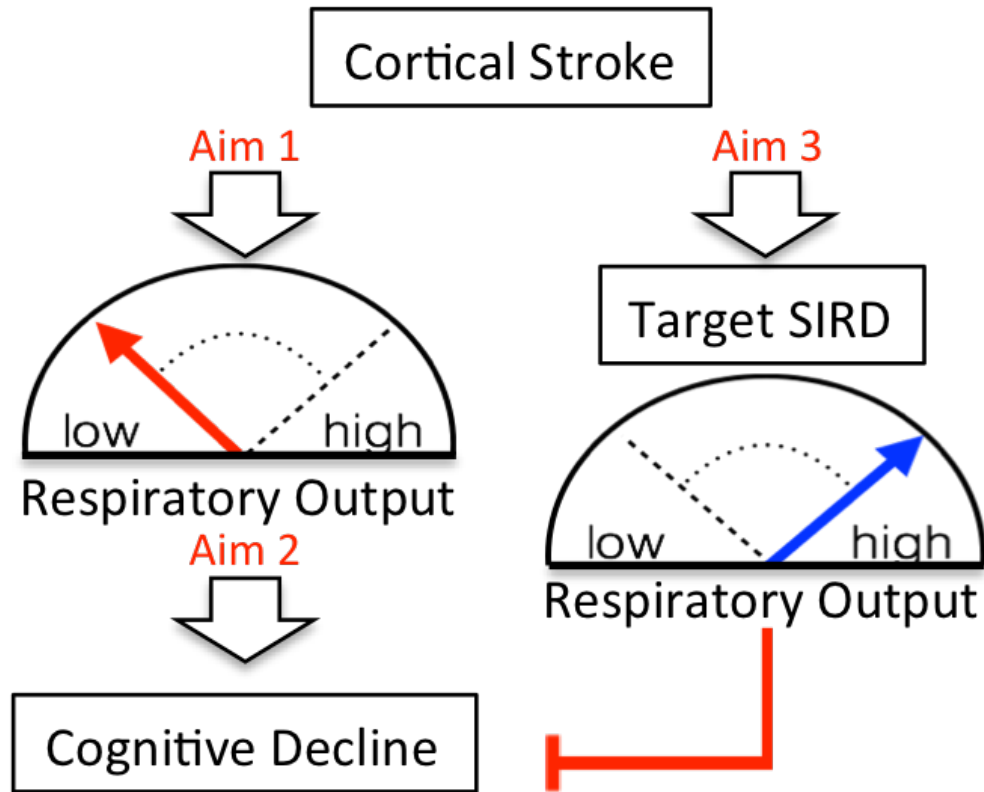 Cortical Stroke
Aim 1
Aim 3
low
high
Respiratory Output
Target SIRD
low
high
Respiratory Output
Aim 2
Cognitive Decline